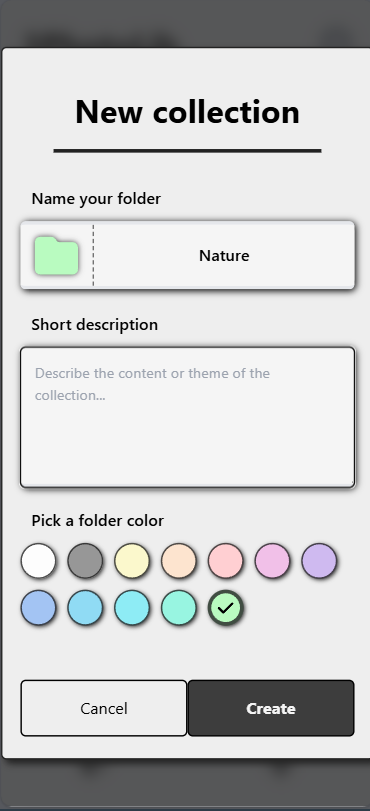 New collection
Name your folder
Nature
Short description
Describe the content or theme of the
collection...
Pick a folder color
Cancel
Create